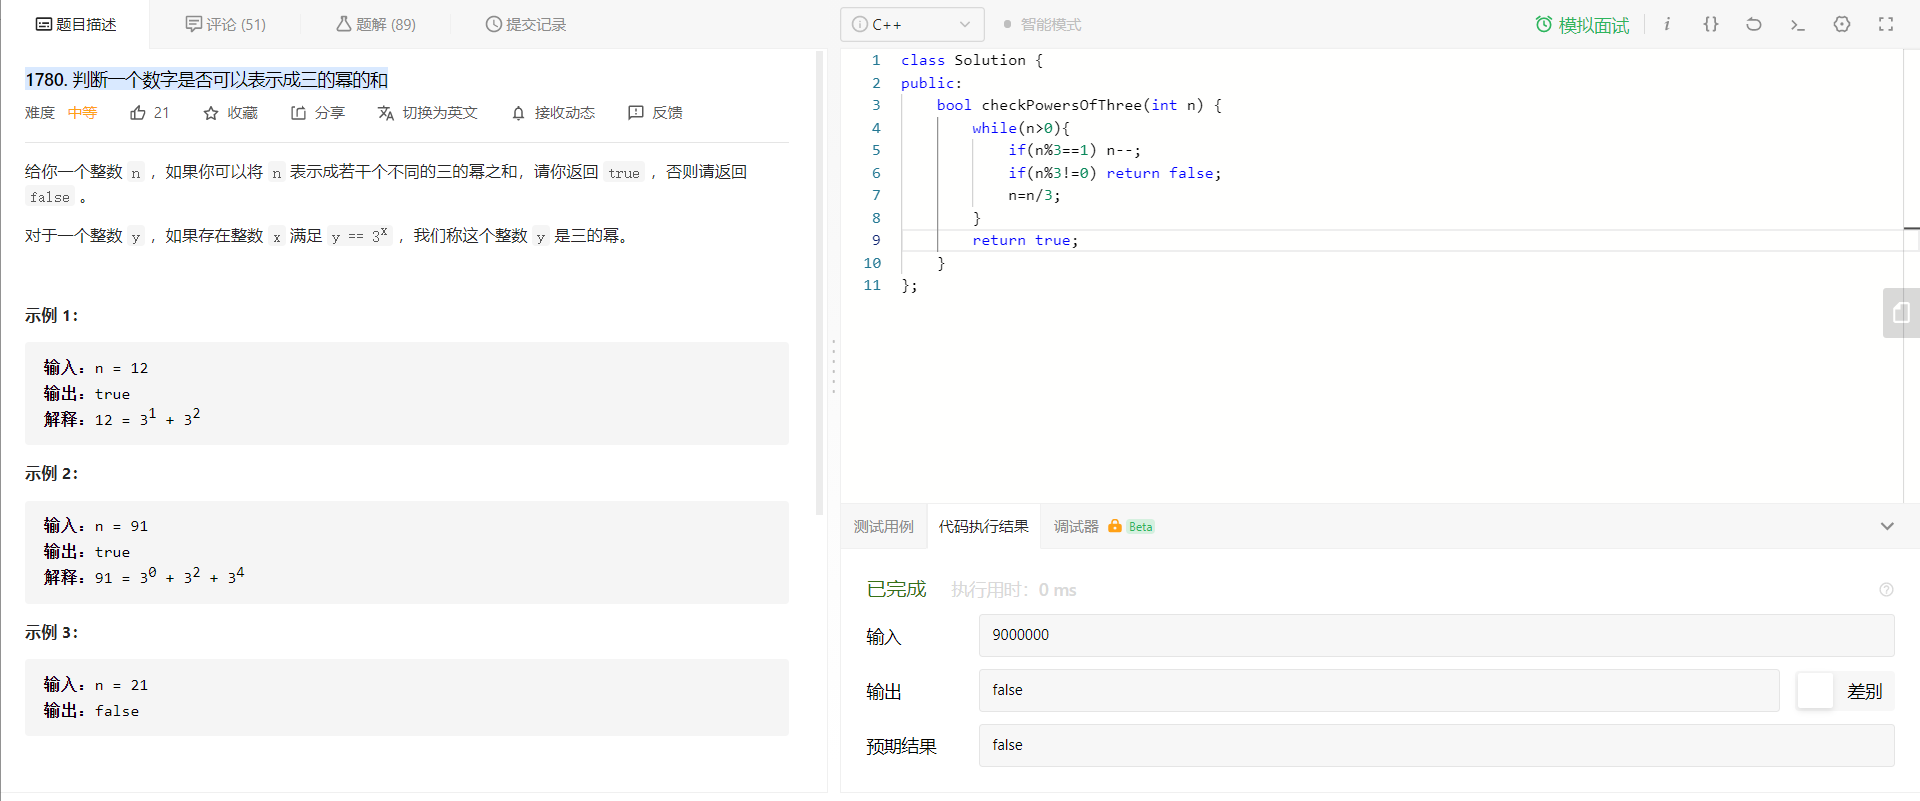 题目描述
评论 (51)
题解 (89)
提交记录
1780. 判断一个数字是否可以表示成三的幂的和
难度 中等 21 收藏 分享 切换为英文 接收动态 反馈
给你一个整数 n ，如果你可以将 n 表示成若干个不同的三的幂之和，请你返回 true ，否则请返回
false 。
对于一个整数 y ，如果存在整数 x 满足 y == 3^x ，我们称这个整数 y 是三的幂。
示例 1：
输入：n = 12
输出：true
解释：12 = 3^1 + 3^2
示例 2：
输入：n = 91
输出：true
解释：91 = 3^0 + 3^2 + 3^4
示例 3：
输入：n = 21
输出：false
C++
智能模式
模拟面试
1 class Solution {
2 public:
3 bool checkPowersOfThree(int n) {
4 while(n>0){
5 if(n%3==1) n--;
6 if(n%3!=0) return false;
7 n=n/3;
8 }
9 return true;
10 }
11 };
测试用例 代码执行结果 调试器 Beta
已完成 执行用时：0 ms
输入 9000000
输出 false 差别
预期结果 false